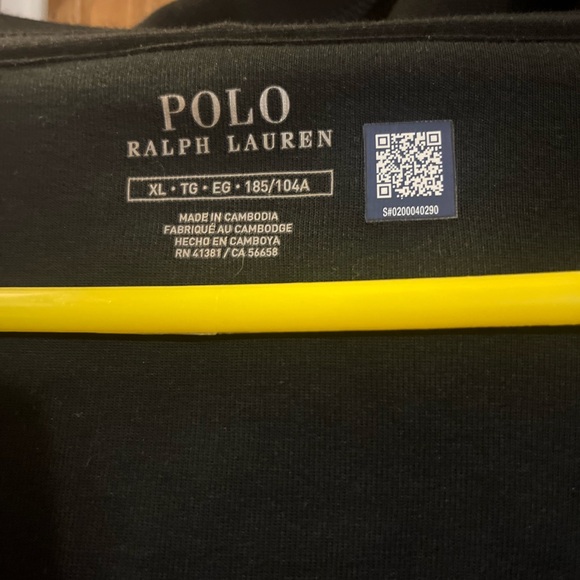 POLO
RALPH LAUREN
XL • TG • EG • 185/104A
MADE IN CAMBODIA
FABRIQUÉ AU CAMBODGE
HECHO EN CAMBOYA
RN 41381 / CA 56658
S#0200040290